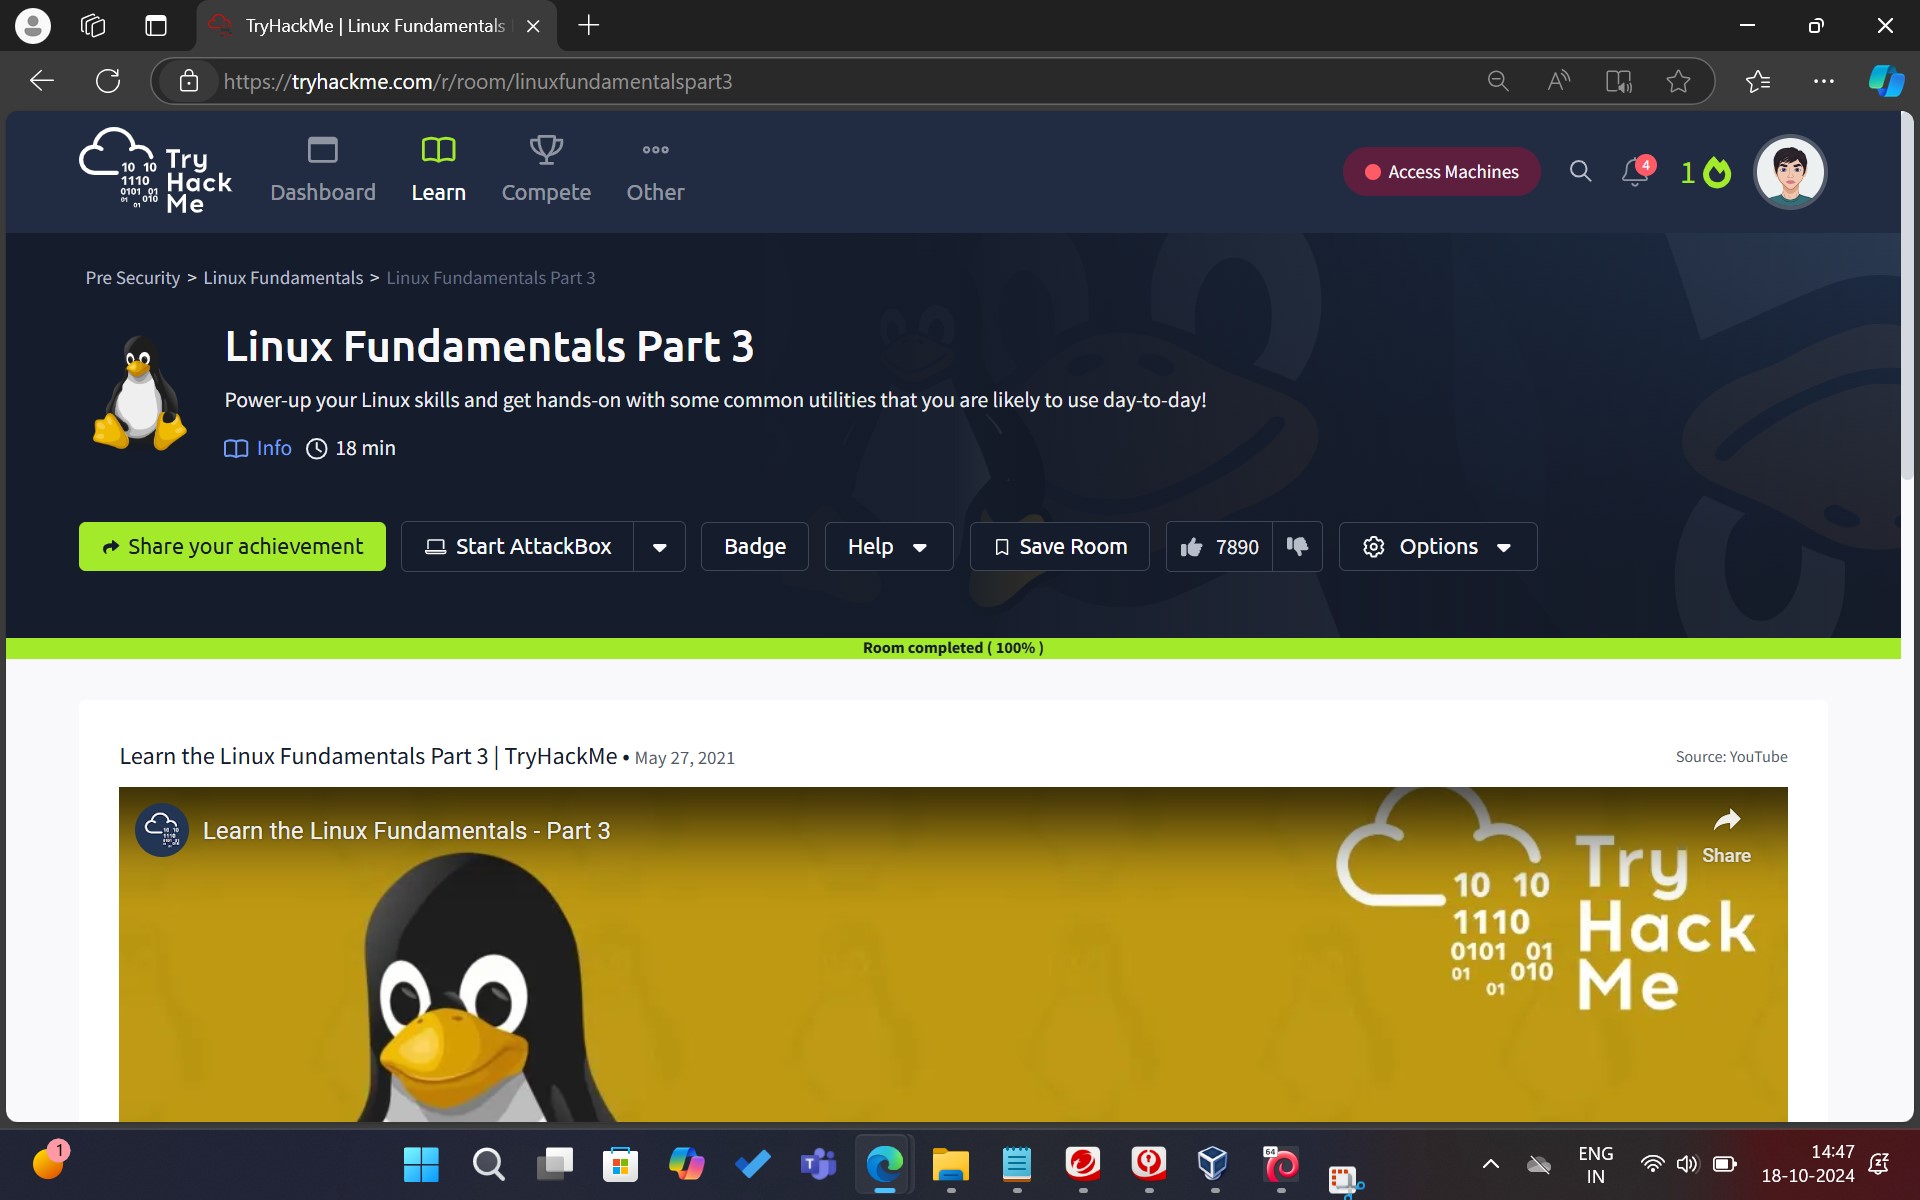 TryHackMe | Linux Fundamentals
https://tryhackme.com/r/room/linuxfundamentalspart3
10 10
1110
0101 01
01 010
01
Try
Hack
Me
Dashboard
Learn
Compete
Other
Access Machines
4
1
Pre Security > Linux Fundamentals > Linux Fundamentals Part 3
Linux Fundamentals Part 3
Power-up your Linux skills and get hands-on with some common utilities that you are likely to use day-to-day!
Info 18 min
Share your achievement
Start AttackBox
Badge
Help
Save Room
7890
Options
Room completed ( 100% )
Learn the Linux Fundamentals Part 3 | TryHackMe • May 27, 2021
Source: YouTube
Learn the Linux Fundamentals - Part 3
Share
10 10
1110
0101 01
01 010
01
Try
Hack
Me
1
64
ENG
IN
14:47
18-10-2024